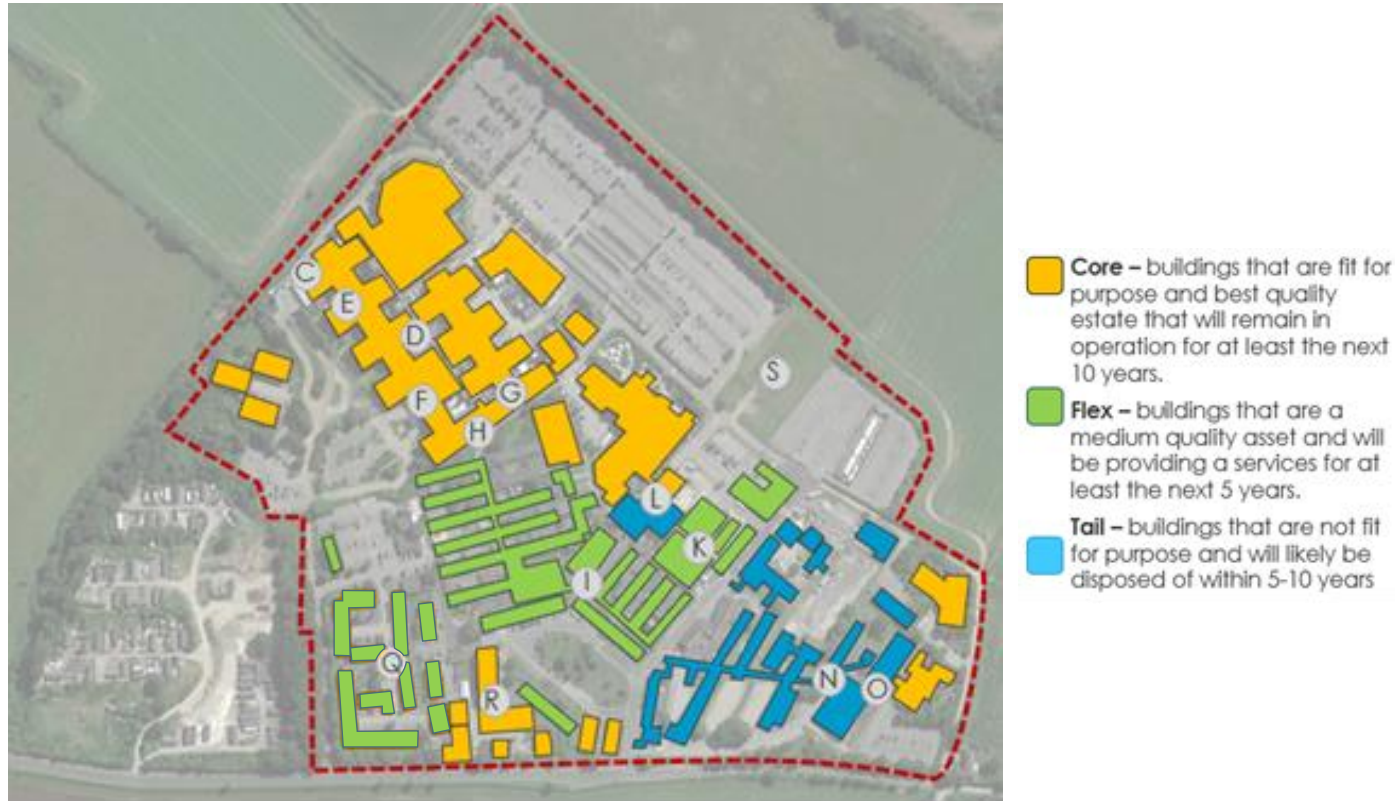 C
E
D
F
G
H
S
L
K
I
Q
R
N
O
Core – buildings that are fit for
purpose and best quality
estate that will remain in
operation for at least the next
10 years.
Flex – buildings that are a
medium quality asset and will
be providing a services for at
least the next 5 years.
Tail – buildings that are not fit
for purpose and will likely be
disposed of within 5-10 years